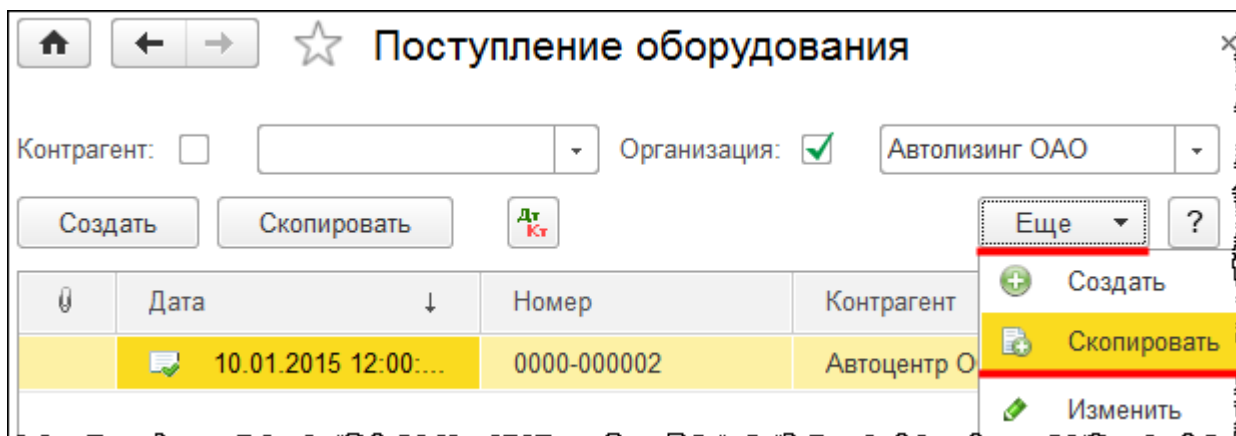 Поступление оборудования
Контрагент: Организация: Автолизинг ОАО
Создать Скопировать Дт Кт Еще ?
Дата ↓ Номер Контрагент Создать
10.01.2015 12:00:... 0000-000002 Автоцентр О Скопировать
Изменить